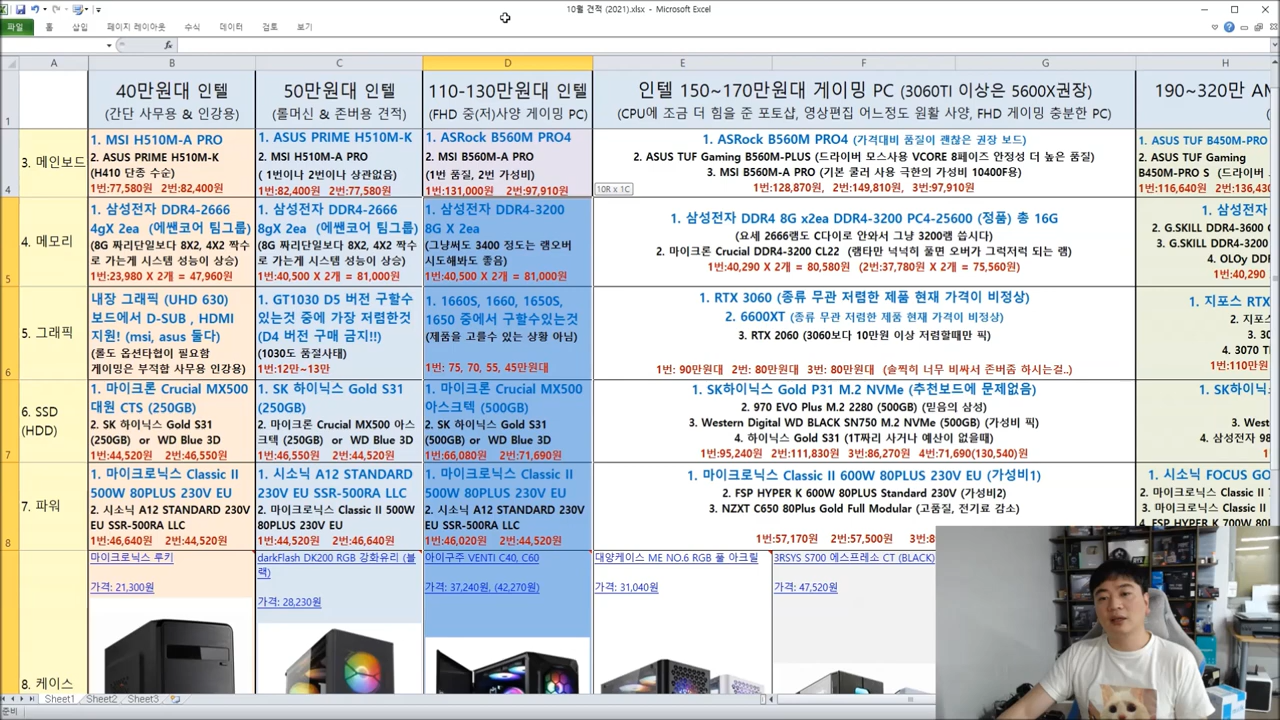 10월 견적 (2021).xlsx - Microsoft Excel
파일 홈 삽입 페이지 레이아웃 수식 데이터 검토 보기
fx
A B C D E F G H
1
40만원대 인텔
(간단 사무용 & 인강용)
50만원대 인텔
(롤머신 & 존버용 견적)
110-130만원대 인텔
(FHD 중(저)사양 게이밍 PC)
인텔 150~170만원대 게이밍 PC (3060TI 이상은 5600X권장)
(CPU에 조금 더 힘을 준 포토샵, 영상편집 어느정도 원활 사양, FHD 게이밍 충분한 PC)
190~320만 AM
4
3. 메인보드
1. MSI H510M-A PRO
2. ASUS PRIME H510M-K
(H410 단종 수순)
1번:77,580원 2번:82,400원
1. ASUS PRIME H510M-K
2. MSI H510M-A PRO
( 1번이나 2번이나 상관없음)
1번:82,400원 2번:77,580원
1. ASRock B560M PRO4
2. MSI B560M-A PRO
(1번 품질, 2번 가성비)
1번:131,000원 2번:97,910원
1. ASRock B560M PRO4 (가격대비 품질이 괜찮은 권장 보드)
2. ASUS TUF Gaming B560M-PLUS (드라이버 모스사용 VCORE 8페이즈 안정성 더 높은 품질)
3. MSI B560M-A PRO (기본 쿨러 사용 극한의 가성비 10400F용)
1번:128,870원, 2번:149,810원, 3번:97,910원
10R x 1C
1. ASUS TUF B450M-PRO
2. ASUS TUF Gaming
B450M-PRO S (드라이버
1번:116,640원 2번:136,430
5
4. 메모리
1. 삼성전자 DDR4-2666
4gX 2ea (에쎈코어 팀그룹)
(8G 짜리단일보다 8X2, 4X2 짝수
로 가는게 시스템 성능이 상승)
1번:23,980원 X 2개 = 47,960원
1. 삼성전자 DDR4-2666
8gX 2ea (에쎈코어 팀그룹)
(8G 짜리단일보다 8X2, 4X2 짝수
로 가는게 시스템 성능이 상승)
1번:40,500원 X 2개 = 81,000원
1. 삼성전자 DDR4-3200
8G X 2ea
(그냥써도 3400 정도는 램오버
시도해봐도 좋음)
1번:40,500원 X 2개 = 81,000원
1. 삼성전자 DDR4 8G x2ea DDR4-3200 PC4-25600 (정품) 총 16G
(요세 2666램도 C다이로 안와서 그냥 3200램 씁시다)
2. 마이크론 Crucial DDR4-3200 CL22 (램타만 넉넉히 풀면 오버가 그럭저럭 되는 램)
1번:40,290원 X 2개 = 80,580원 (2번:37,780원 X 2개 = 75,560원)
1. 삼성전자
2. G.SKILL DDR4-3600 C
3. G.SKILL DDR4-3200
4. OLOy DDR4
1번:40,290
6
5. 그래픽
내장 그래픽 (UHD 630)
보드에서 D-SUB , HDMI
지원! (msi, asus 둘다)
(롤도 옵션타협이 필요함
게이밍은 부적합 사무용 인강용)
1. GT1030 D5 버전 구할수
있는것 중에 가장 저렴한것
(D4 버전 구매 금지!!)
(1030도 품절사태)
1번:12만~13만
1. 1660S, 1660, 1650S,
1650 중에서 구할수있는것
(제품을 고를수 있는 상황 아님)
1번: 75, 70, 55, 45만원대
1. RTX 3060 (종류 무관 저렴한 제품 현재 가격이 비정상)
2. 6600XT (종류 무관 저렴한 제품 현재 가격이 비정상)
3. RTX 2060 (3060보다 10만원 이상 저렴할때만 픽)
1번: 90만원대 2번: 80만원대 3번: 80만원대 (솔찍히 너무 비싸서 존버좀 하시는걸..)
1. 지포스 RTX
3. 3070
4. 3070 T
1번:110만원
7
6. SSD
(HDD)
1. 마이크론 Crucial MX500
대원 CTS (250GB)
2. SK 하이닉스 Gold S31
(250GB) or WD Blue 3D
1번:44,520원 2번:46,550원
1. SK 하이닉스 Gold S31
(250GB)
2. 마이크론 Crucial MX500 아스
크텍 (250GB) or WD Blue 3D
1번:46,550원 2번:44,520원
1. 마이크론 Crucial MX500
아스크텍 (500GB)
2. SK 하이닉스 Gold S31
(500GB) or WD Blue 3D
1번:66,080원 2번:71,690원
1. SK하이닉스 Gold P31 M.2 NVMe (추천보드에 문제없음)
2. 970 EVO Plus M.2 2280 (500GB) (믿음의 삼성)
3. Western Digital WD BLACK SN750 M.2 NVMe (500GB) (가성비 픽)
4. 하이닉스 Gold S31 (1T짜리 사거나 예산이 없을때)
1번:95,240원 2번:111,830원 3번:86,270원 4번:71,690(130,540)원
1. SK하이닉
3. West
4. 삼성전자 98
8
7. 파워
1. 마이크로닉스 Classic II
500W 80PLUS 230V EU
2. 시소닉 A12 STANDARD 230V
EU SSR-500RA LLC
1번:46,640원 2번:44,520원
1. 시소닉 A12 STANDARD
230V EU SSR-500RA LLC
2. 마이크로닉스 Classic II 500W
80PLUS 230V EU
1번:44,520원 2번:46,640원
1. 마이크로닉스 Classic II
500W 80PLUS 230V EU
2. 시소닉 A12 STANDARD 230V
EU SSR-500RA LLC
1번:46,020원 2번:44,520원
1. 마이크로닉스 Classic II 600W 80PLUS 230V EU (가성비1)
2. FSP HYPER K 600W 80PLUS Standard 230V (가성비2)
3. NZXT C650 80Plus Gold Full Modular (고품질, 전기료 감소)
1번:57,170원 2번:57,500원 3번:8
1. 시소닉 FOCUS GO
2. 마이크로닉스 Classic II 7
3. 마이크로닉스 Classic II
4. FSP HYPER K 700W 80
8. 케이스
마이크로닉스 루키
가격: 21,300원
darkFlash DK200 RGB 강화유리 (블
랙)
가격: 28,230원
아이구주 VENTI C40, C60
가격: 37,240원, (42,270원)
대양케이스 ME NO.6 RGB 풀 아크릴
가격: 31,040원
3RSYS S700 에스프레소 CT (BLACK)
가격: 47,520원
Sheet1 Sheet2 Sheet3
준비